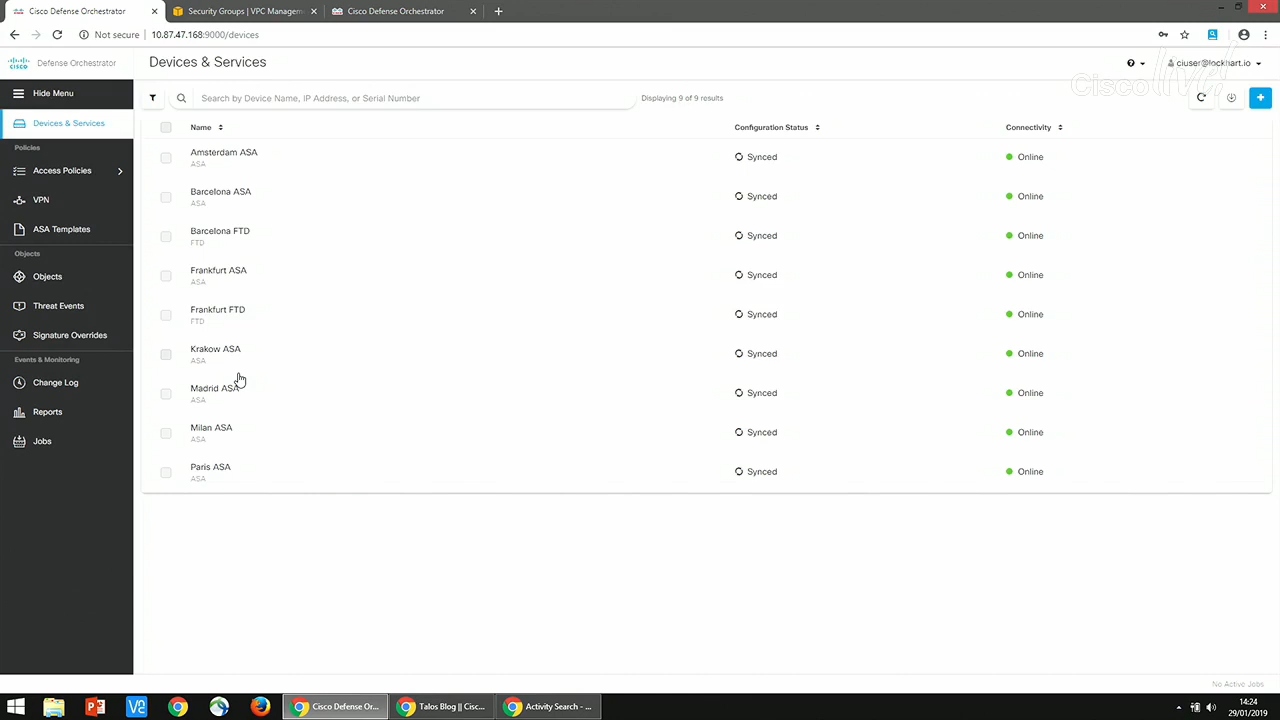 Cisco Defense Orchestrator
Security Groups | VPC Managem
Cisco Defense Orchestrator
Not secure | 10.87.47.168:9000/devices
cisco Defense Orchestrator
Devices & Services
ciuser@lockhart.io
Cisco live!
Hide Menu
Search by Device Name, IP Address, or Serial Number
Displaying 9 of 9 results
Devices & Services
Name
Configuration Status
Connectivity
Policies
Access Policies
VPN
ASA Templates
Objects
Objects
Threat Events
Signature Overrides
Events & Monitoring
Change Log
Reports
Jobs
Amsterdam ASA
ASA
Synced
Online
Barcelona ASA
ASA
Synced
Online
Barcelona FTD
FTD
Synced
Online
Frankfurt ASA
ASA
Synced
Online
Frankfurt FTD
FTD
Synced
Online
Krakow ASA
ASA
Synced
Online
Madrid ASA
ASA
Synced
Online
Milan ASA
ASA
Synced
Online
Paris ASA
ASA
Synced
Online
No Active Jobs
Cisco Defense Or...
Talos Blog || Cisc...
Activity Search - ...
14:24
29/01/2019